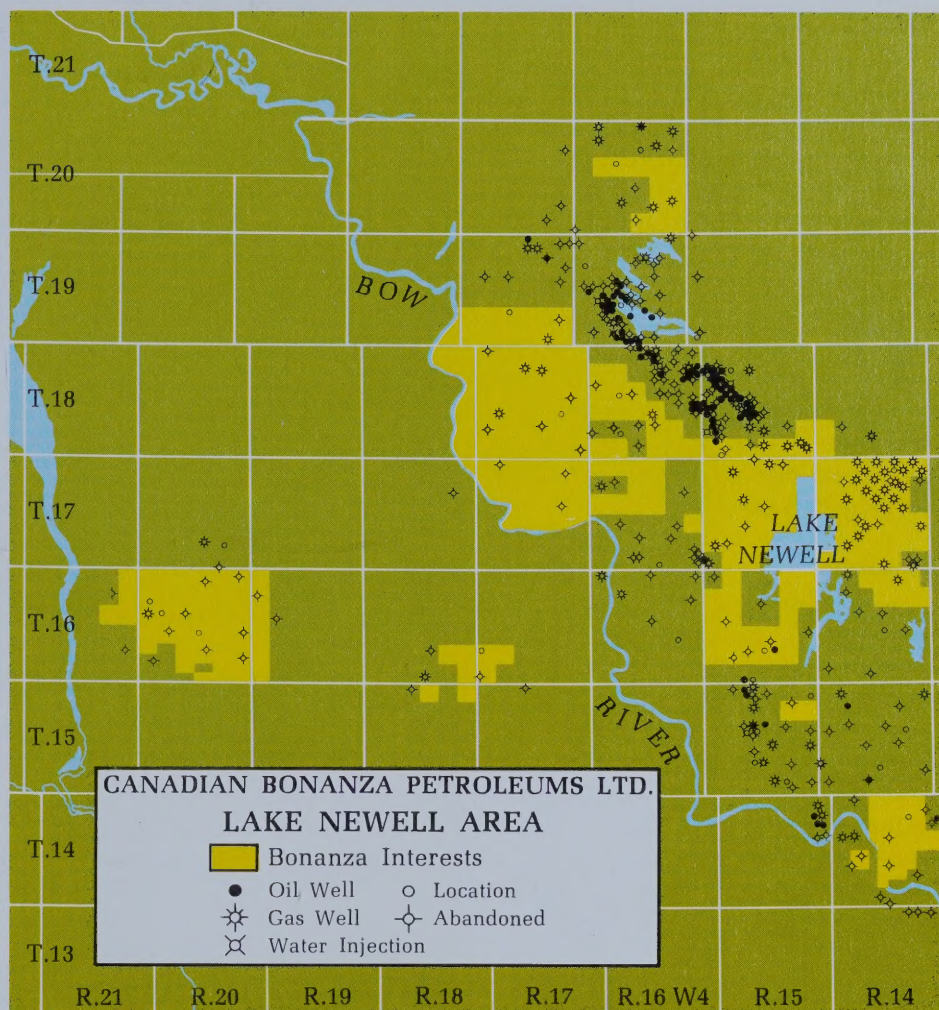 T.21
T.20
T.19
BOW
T.18
T.17
LAKE
NEWELL
T.16
RIVER
T.15
CANADIAN BONANZA PETROLEUMS LTD.
LAKE NEWELL AREA
Bonanza Interests
Oil Well
Location
Gas Well
Abandoned
Water Injection
T.14
T.13
R.21
R.20
R.19
R.18
R.17
R.16 W4
R.15
R.14